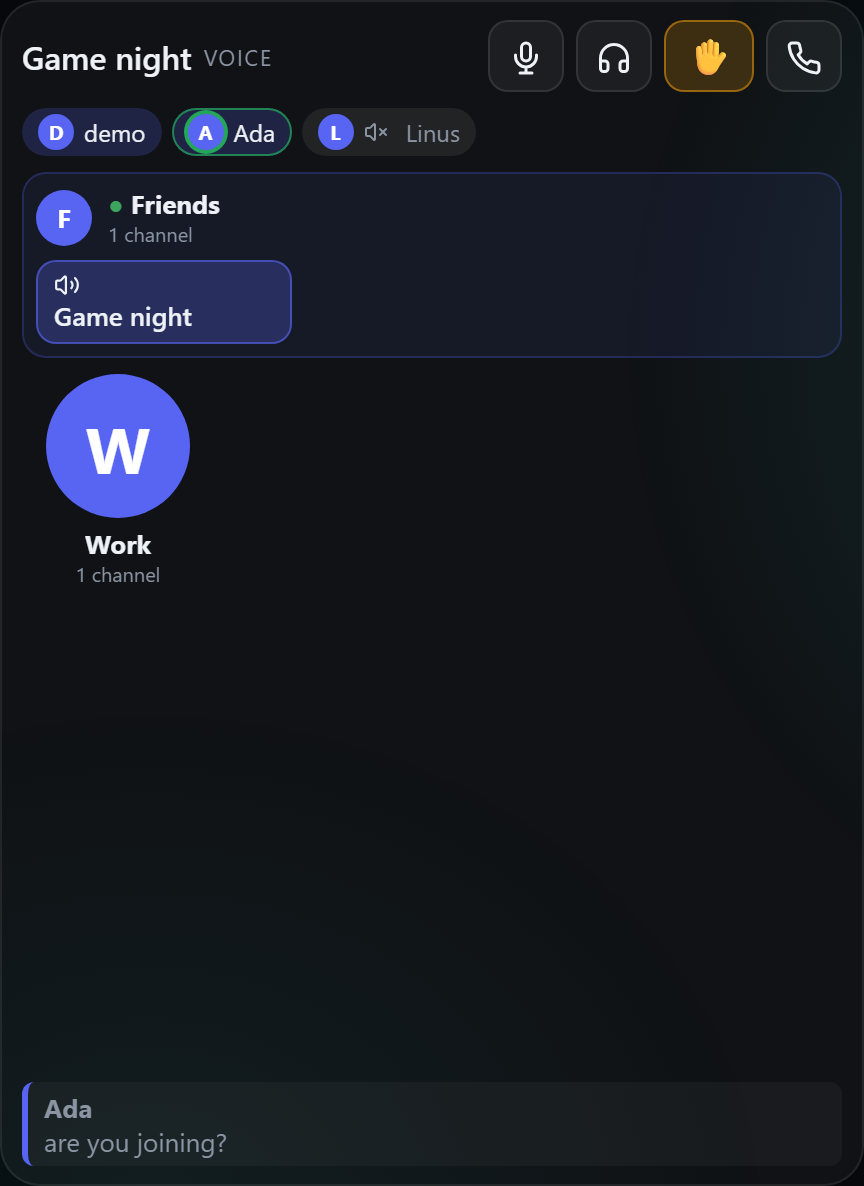 Game night VOICE
D demo A Ada L Linus
F Friends
1 channel
Game night
W
Work
1 channel
Ada
are you joining?